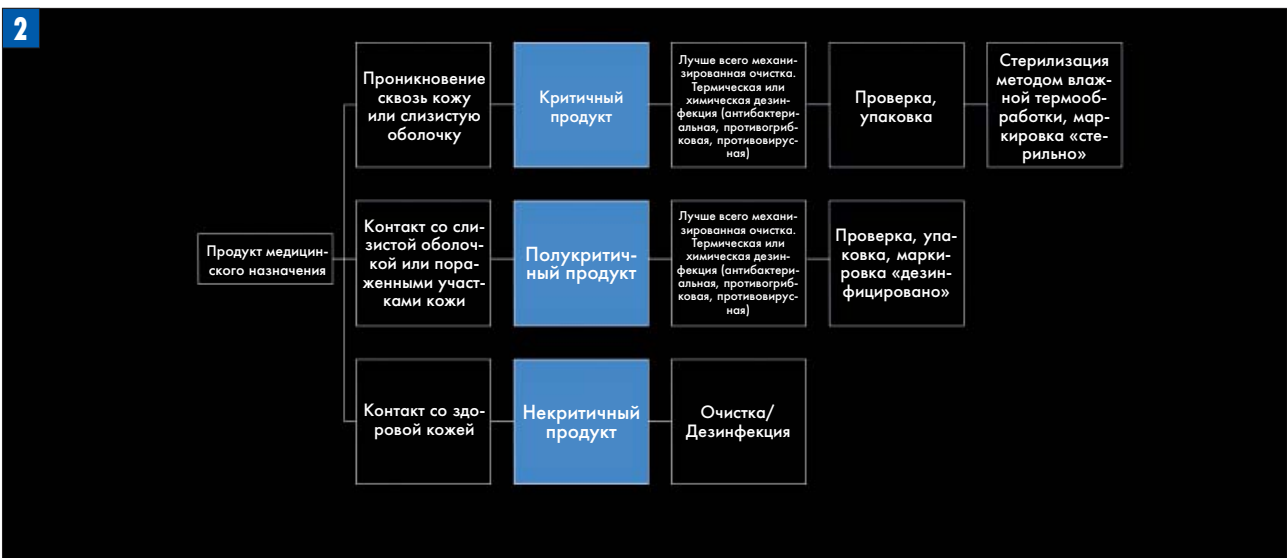 2
Проникновение
сквозь кожу
или слизистую
оболочку
Критичный
продукт
Лучше всего механи-
зированная очистка.
Термическая или
химическая дезин-
фекция (антибактери-
альная, противогриб-
ковая, противовирус-
ная)
Проверка,
упаковка
Стерилизация
методом влаж-
ной термооб-
работки, мар-
кировка «сте-
рильно»
Продукт медицин-
ского назначения
Контакт со сли-
зистой оболоч-
кой или пора-
женными участ-
ками кожи
Полукритич-
ный продукт
Лучше всего механи-
зированная очистка.
Термическая или
химическая дезин-
фекция (антибактери-
альная, противогриб-
ковая, противовирус-
ная)
Проверка, упа-
ковка, марки-
ровка «дезин-
фицировано»
Контакт со здо-
ровой кожей
Некритичный
продукт
Очистка/
Дезинфекция